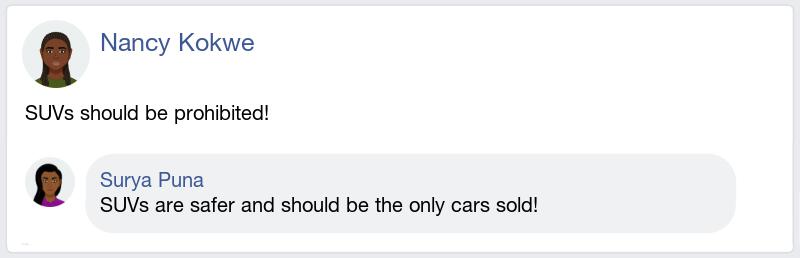 Nancy Kokwe
SUVs should be prohibited!
Surya Puna
SUVs are safer and should be the only cars sold!